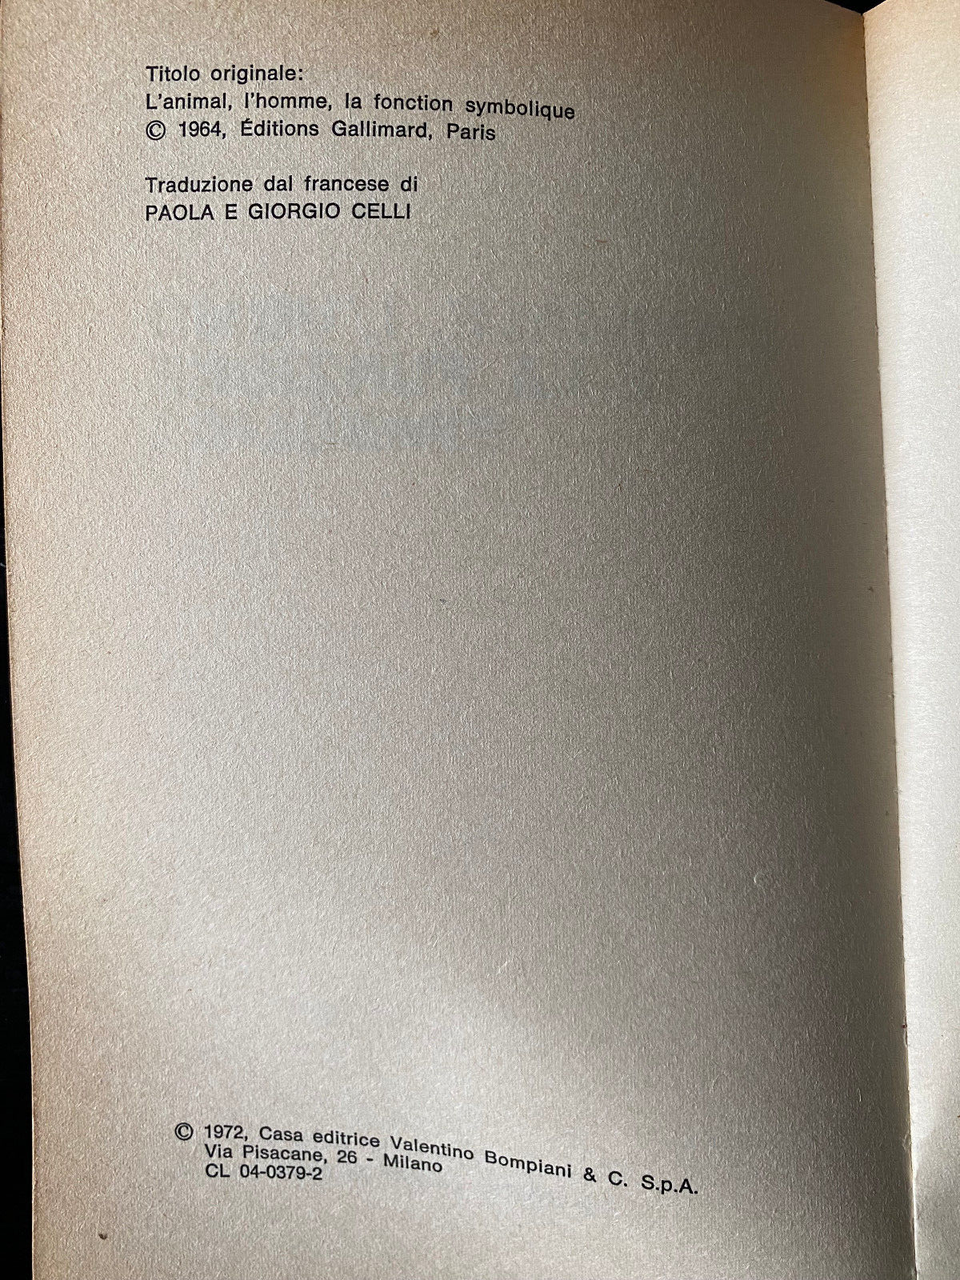 Titolo originale:
L'animal, l'homme, la fonction symbolique
© 1964, Éditions Gallimard, Paris
Traduzione dal francese di
PAOLA E GIORGIO CELLI
© 1972, Casa editrice Valentino Bompiani & C. S.p.A.
Via Pisacane, 26 - Milano
CL 04-0379-2